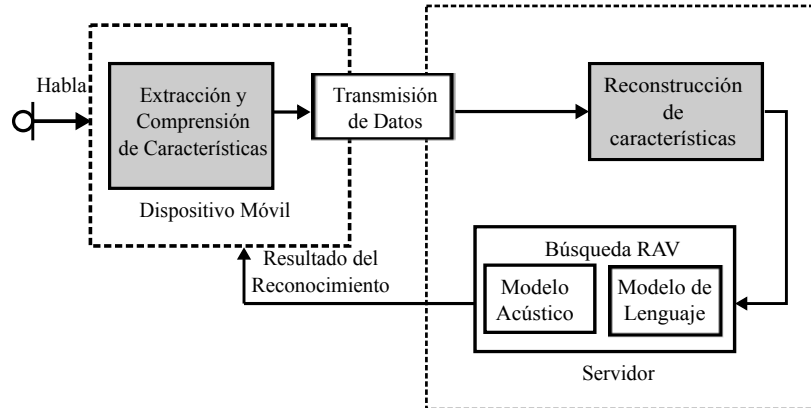 Habla
Extracción y
Comprensión
de Características
Dispositivo Móvil
Transmisión
de Datos
Reconstrucción
de
características
Resultado del
Reconocimiento
Búsqueda RAV
Modelo
Acústico
Modelo de
Lenguaje
Servidor